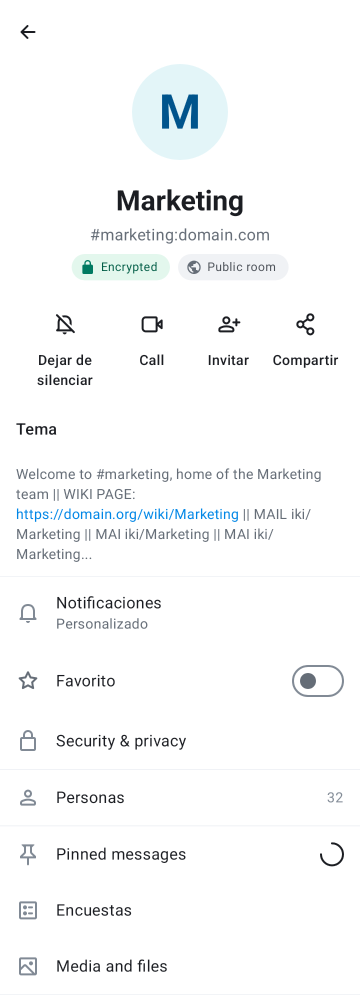 M
Marketing
#marketing:domain.com
Encrypted
Public room
Dejar de
silenciar
Call
Invitar
Compartir
Tema
Welcome to #marketing, home of the Marketing
team || WIKI PAGE:
https://domain.org/wiki/Marketing || MAIL iki/
Marketing || MAI iki/Marketing || MAI iki/
Marketing...
Notificaciones
Personalizado
Favorito
Security & privacy
Personas
32
Pinned messages
Encuestas
Media and files